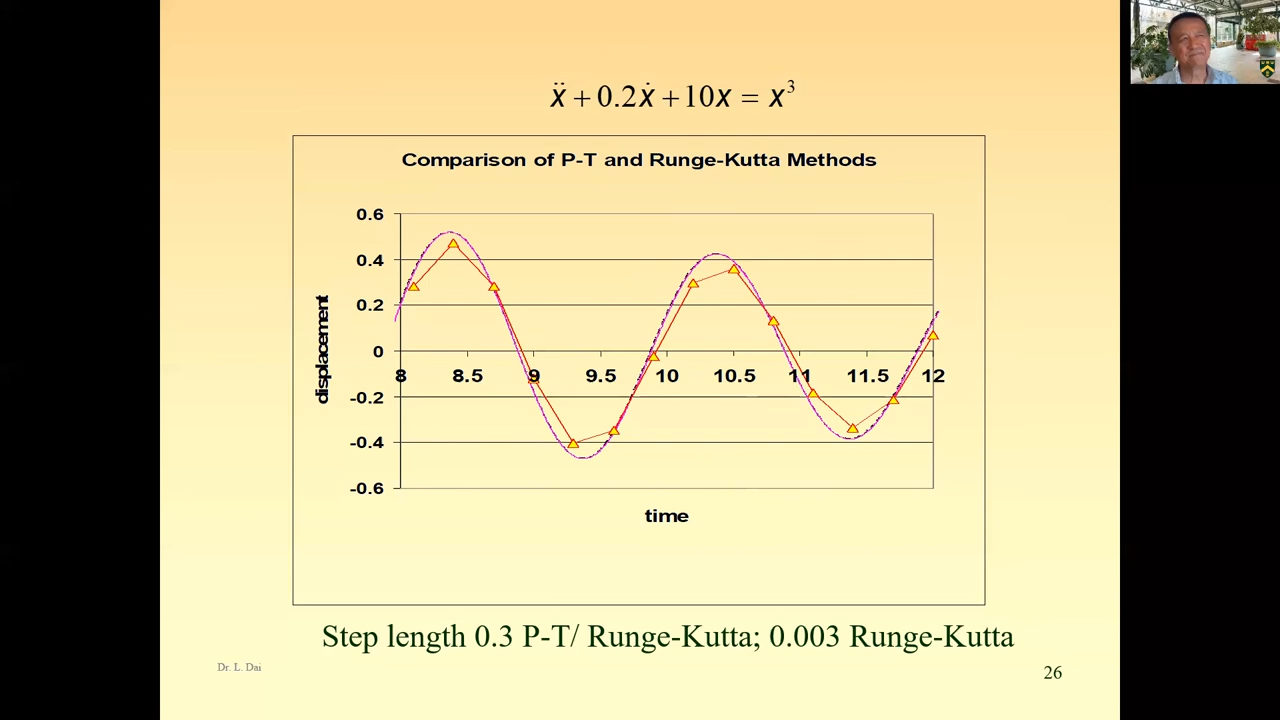 ẍ + 0.2ẋ + 10x = x³
Comparison of P-T and Runge-Kutta Methods
0.6
0.4
0.2
0
-0.2
-0.4
-0.6
displacement
8 8.5 9 9.5 10 10.5 11 11.5 12
time
Step length 0.3 P-T/ Runge-Kutta; 0.003 Runge-Kutta
Dr. L. Dai
26